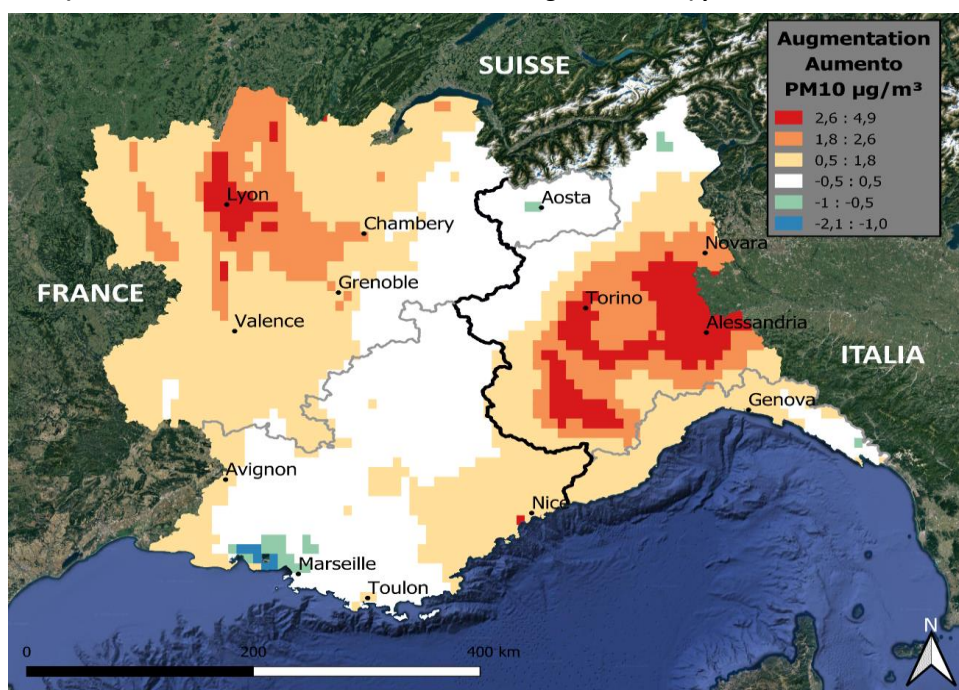 SUISSE
Augmentation
Aumento
PM10 µg/m³
2,6 : 4,9
1,8 : 2,6
0,5 : 1,8
-0,5 : 0,5
-1 : -0,5
-2,1 : -1,0
Lyon
Aosta
Chambery
Novara
FRANCE
Grenoble
Torino
Valence
Alessandria
ITALIA
Genova
Avignon
Nice
Marseille
Toulon
N
0
200
400 km